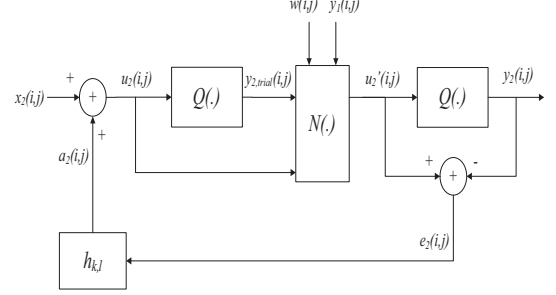 w(i,j) y₁(i,j)
+ u₂(i,j) y₂,trial(i,j) u₂'(i,j) y₂(i,j)
x₂(i,j) + Q(.) N(.) Q(.)
+
a₂(i,j) + -
+
e₂(i,j)
hₖ,ₗ